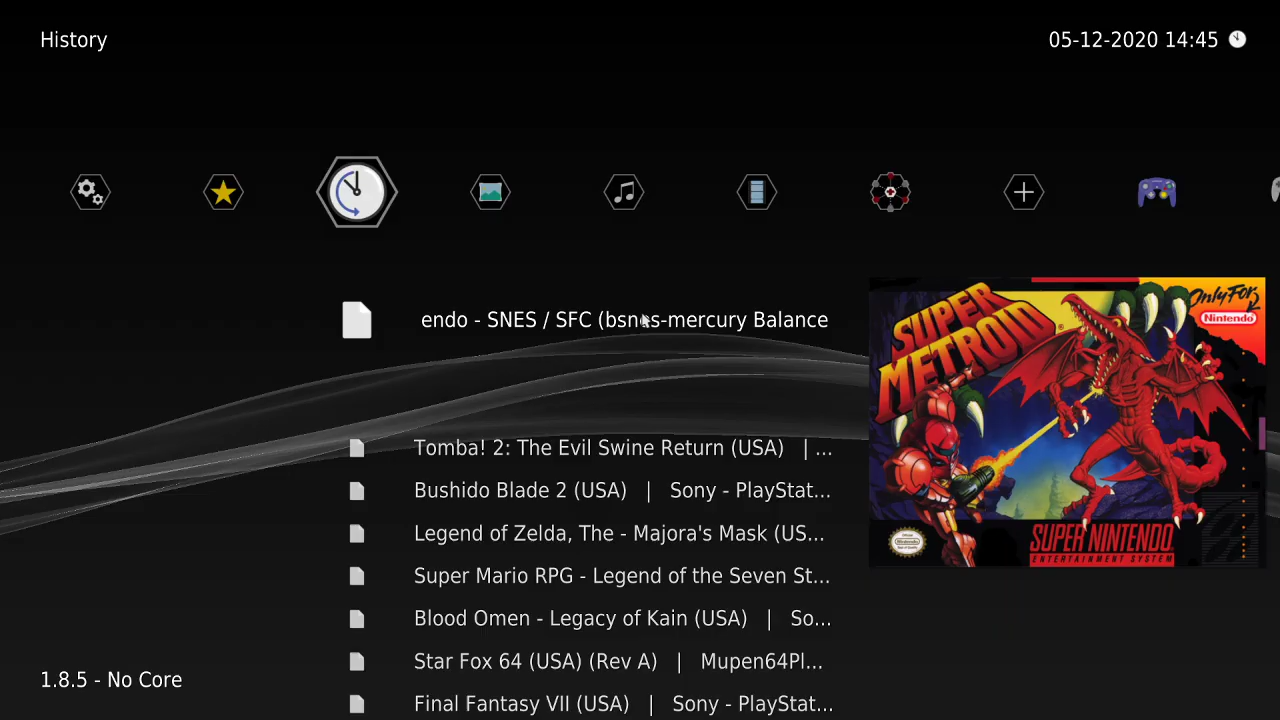 History
05-12-2020 14:45
endo - SNES / SFC (bsnes-mercury Balance
Tomba! 2: The Evil Swine Return (USA) | ...
Bushido Blade 2 (USA) | Sony - PlayStat...
Legend of Zelda, The - Majora's Mask (US...
Super Mario RPG - Legend of the Seven St...
Blood Omen - Legacy of Kain (USA) | So...
Star Fox 64 (USA) (Rev A) | Mupen64Pl...
Final Fantasy VII (USA) | Sony - PlayStat...
1.8.5 - No Core
SUPER
METROID
Only For
Nintendo
SUPER NINTENDO
ENTERTAINMENT SYSTEM